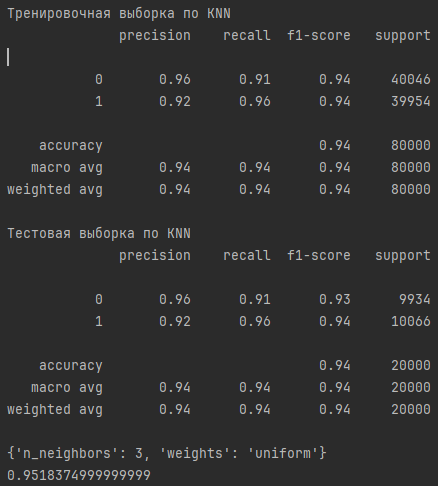 Тренировочная выборка по KNN
precision recall f1-score support
0 0.96 0.91 0.94 40046
1 0.92 0.96 0.94 39954
accuracy 0.94 80000
macro avg 0.94 0.94 0.94 80000
weighted avg 0.94 0.94 0.94 80000
Тестовая выборка по KNN
precision recall f1-score support
0 0.96 0.91 0.93 9934
1 0.92 0.96 0.94 10066
accuracy 0.94 20000
macro avg 0.94 0.94 0.94 20000
weighted avg 0.94 0.94 0.94 20000
{'n_neighbors': 3, 'weights': 'uniform'}
0.9518374999999999